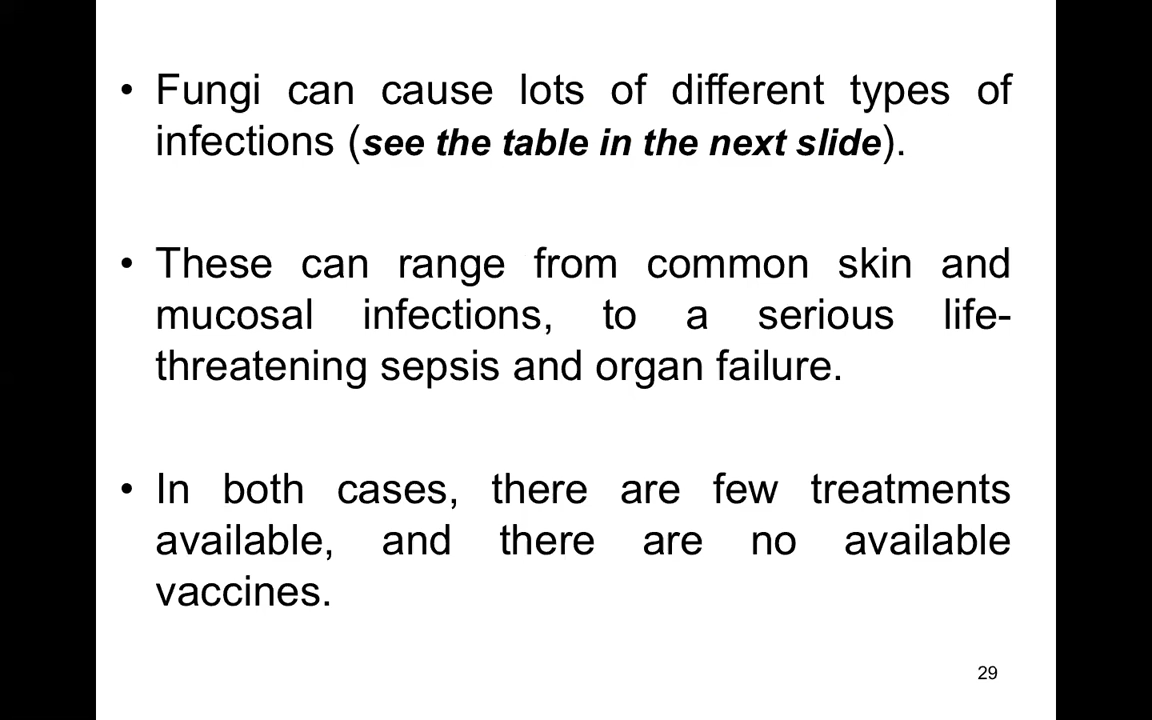 • Fungi can cause lots of different types of
infections (see the table in the next slide).
• These can range from common skin and
mucosal infections, to a serious life-
threatening sepsis and organ failure.
• In both cases, there are few treatments
available, and there are no available
vaccines.
29